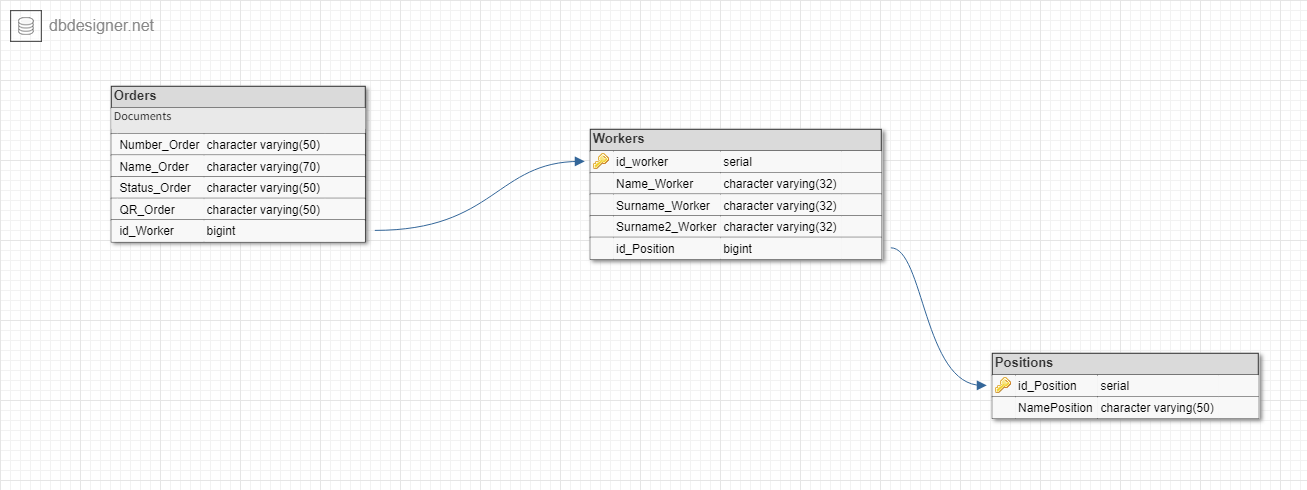 dbdesigner.net
Orders
Documents
Number_Order character varying(50)
Name_Order character varying(70)
Status_Order character varying(50)
QR_Order character varying(50)
id_Worker bigint
Workers
id_worker serial
Name_Worker character varying(32)
Surname_Worker character varying(32)
Surname2_Worker character varying(32)
id_Position bigint
Positions
id_Position serial
NamePosition character varying(50)